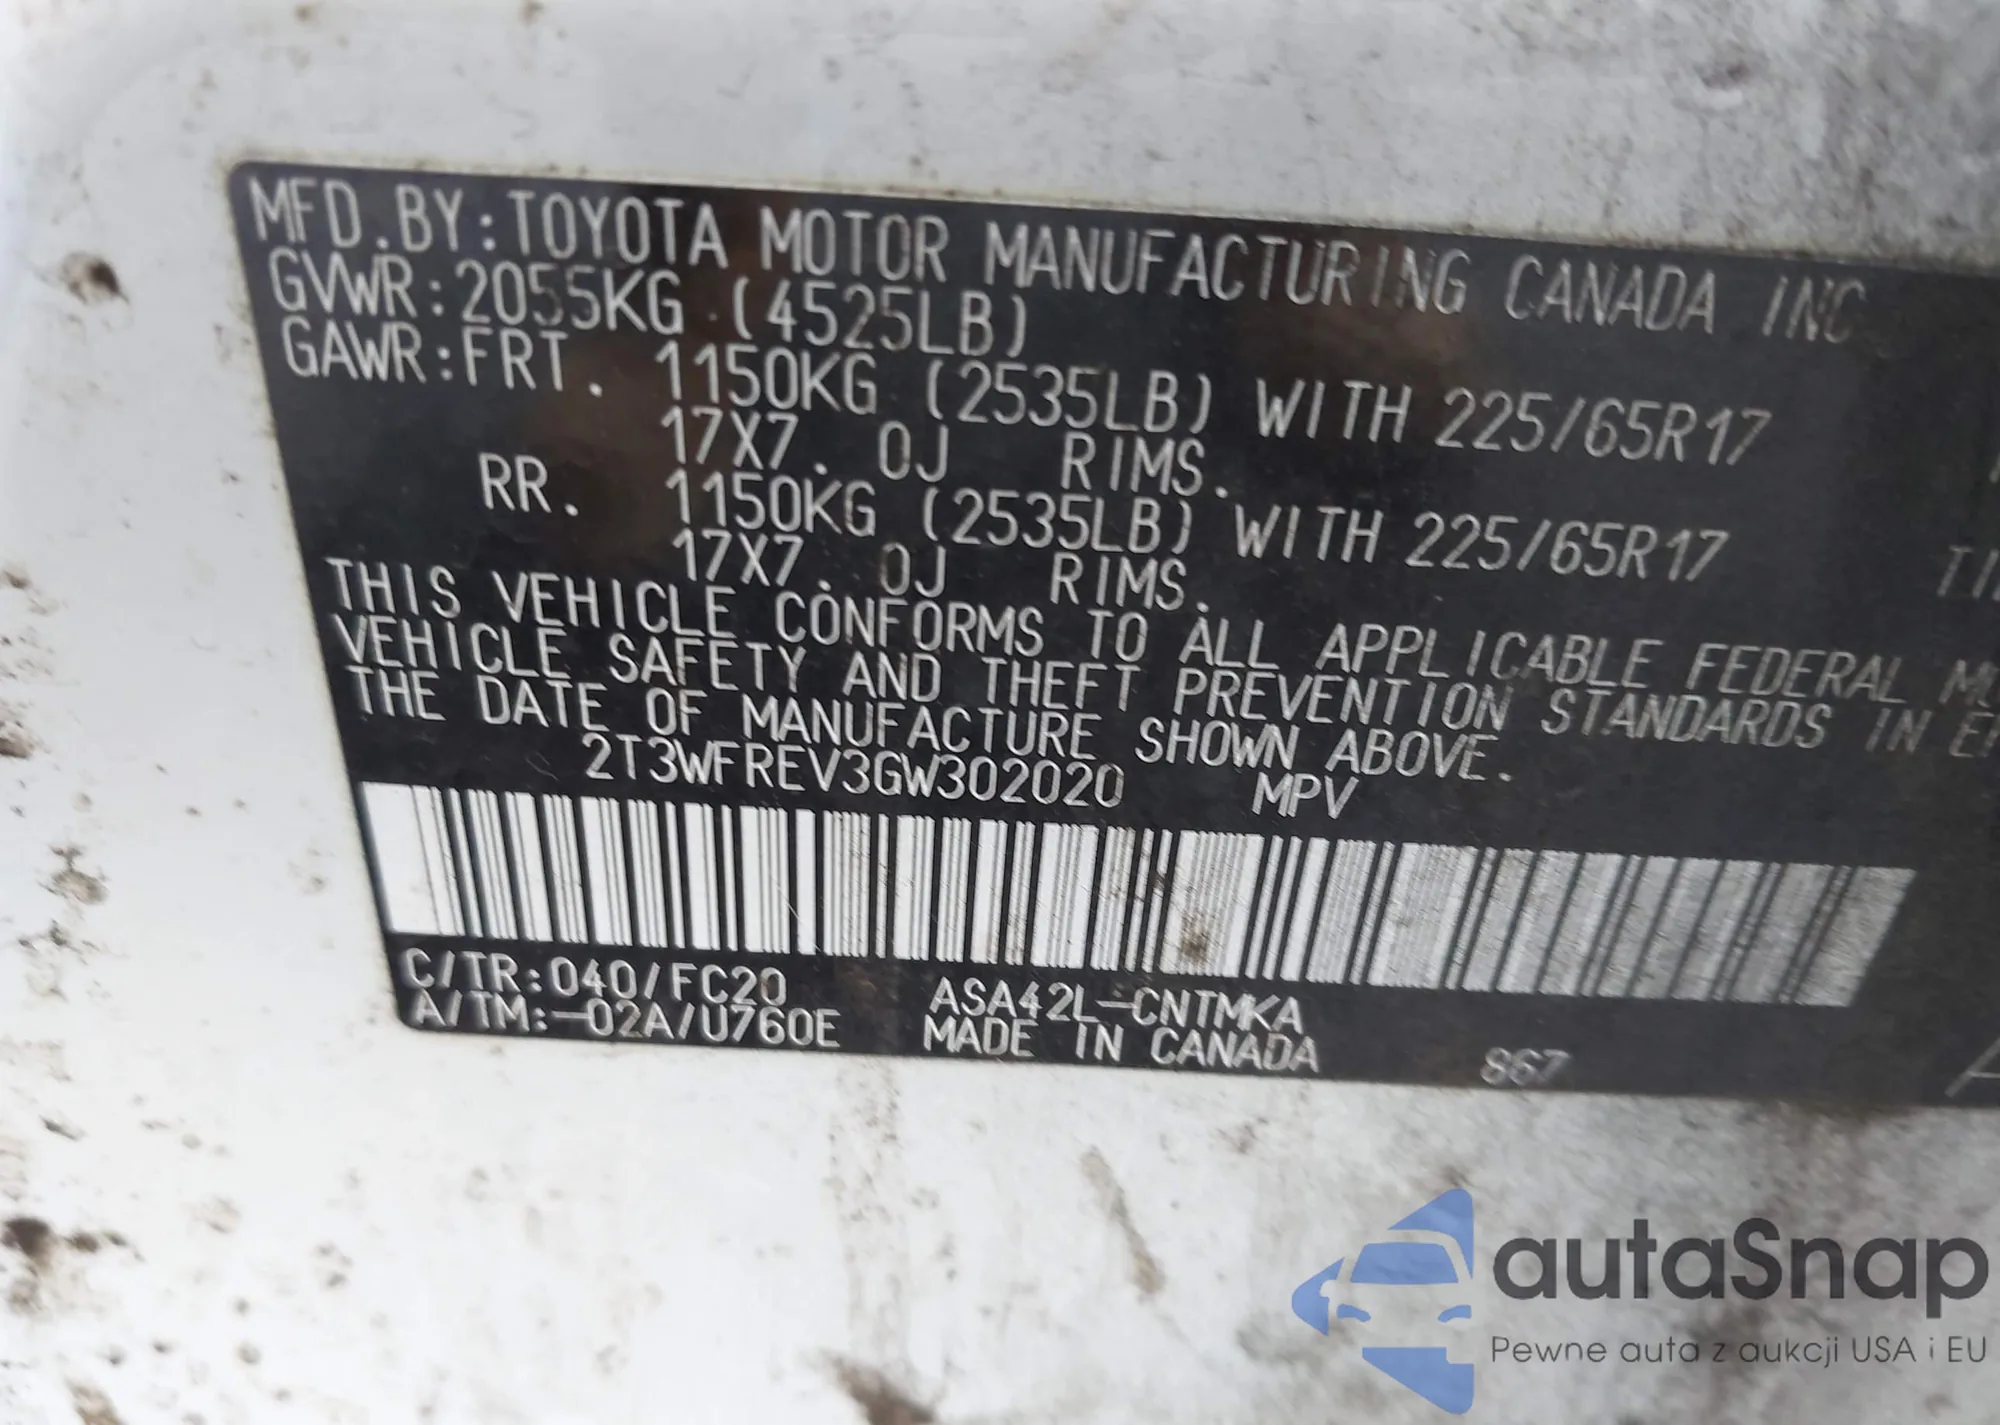 MFD.BY:TOYOTA MOTOR MANUFACTURING CANADA INC
GVWR:2055KG (4525LB)
GAWR:FRT. 1150KG (2535LB) WITH 225/65R17
17X7.0J RIMS.
RR. 1150KG (2535LB) WITH 225/65R17
17X7.0J RIMS.
THIS VEHICLE CONFORMS TO ALL APPLICABLE FEDERAL
VEHICLE SAFETY AND THEFT PREVENTION STANDARDS IN
THE DATE OF MANUFACTURE SHOWN ABOVE.
2T3WFREV3GW302020 MPV
C/TR:040/FC20 ASA42L-CNTMKA
A/TM:-02A/U760E MADE IN CANADA 867
autaSnap
Pewne auta z aukcji USA i EU